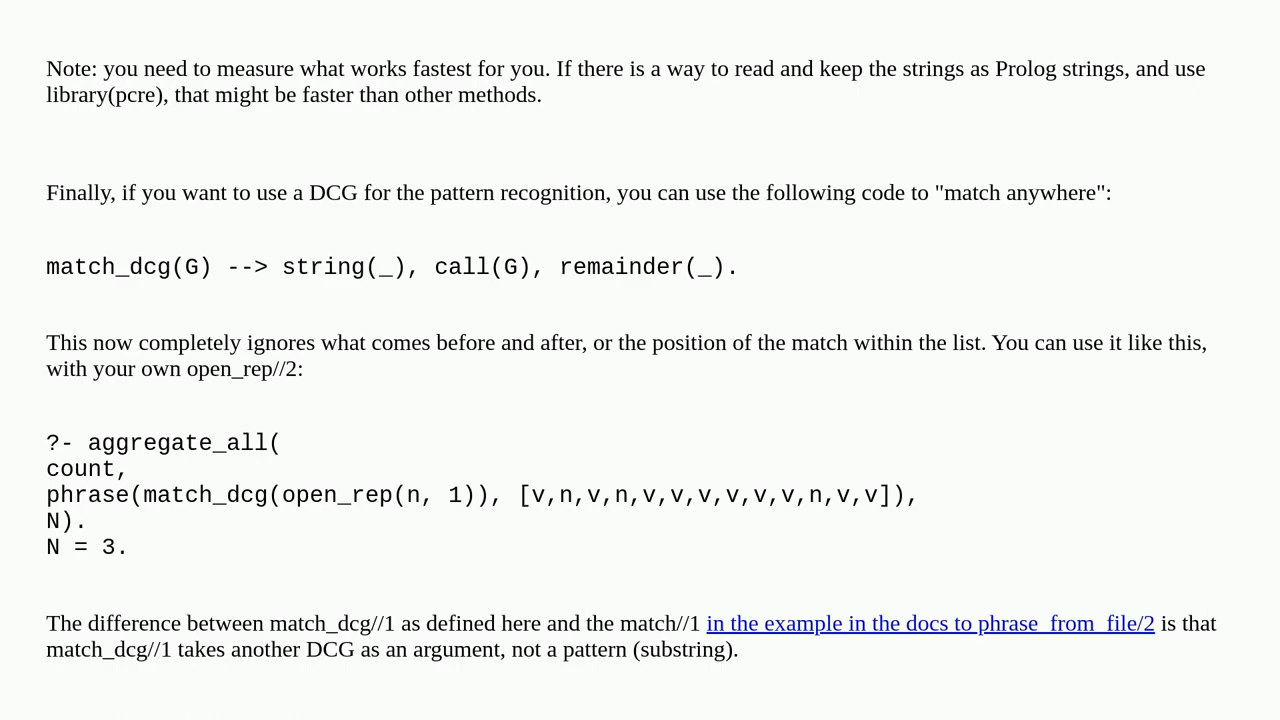 Note: you need to measure what works fastest for you. If there is a way to read and keep the strings as Prolog strings, and use
library(pcre), that might be faster than other methods.
Finally, if you want to use a DCG for the pattern recognition, you can use the following code to "match anywhere":
match_dcg(G) --> string(_), call(G), remainder(_).
This now completely ignores what comes before and after, or the position of the match within the list. You can use it like this,
with your own open_rep//2:
?- aggregate_all(
count,
phrase(match_dcg(open_rep(n, 1)), [v,n,v,n,v,v,v,v,v,v,n,v,v]),
N).
N = 3.
The difference between match_dcg//1 as defined here and the match//1 in the example in the docs to phrase_from_file/2 is that
match_dcg//1 takes another DCG as an argument, not a pattern (substring).